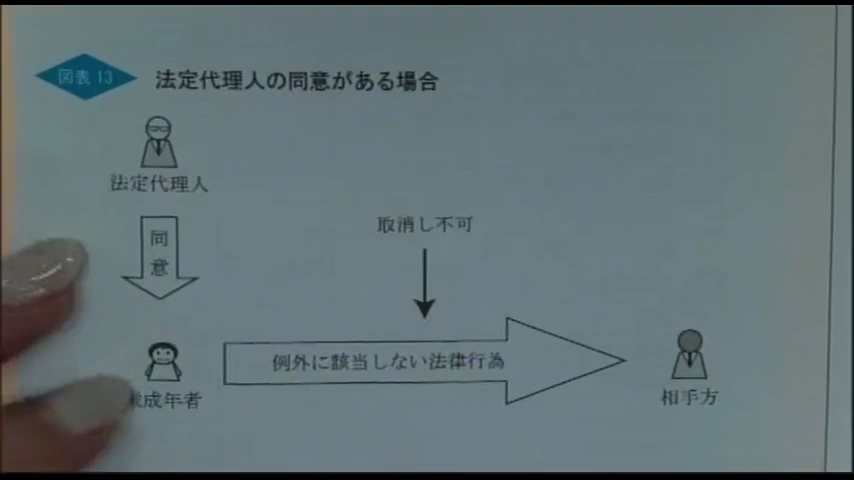 図表 13
法定代理人の同意がある場合
法定代理人
同意
取消し不可
例外に該当しない法律行為
未成年者
相手方